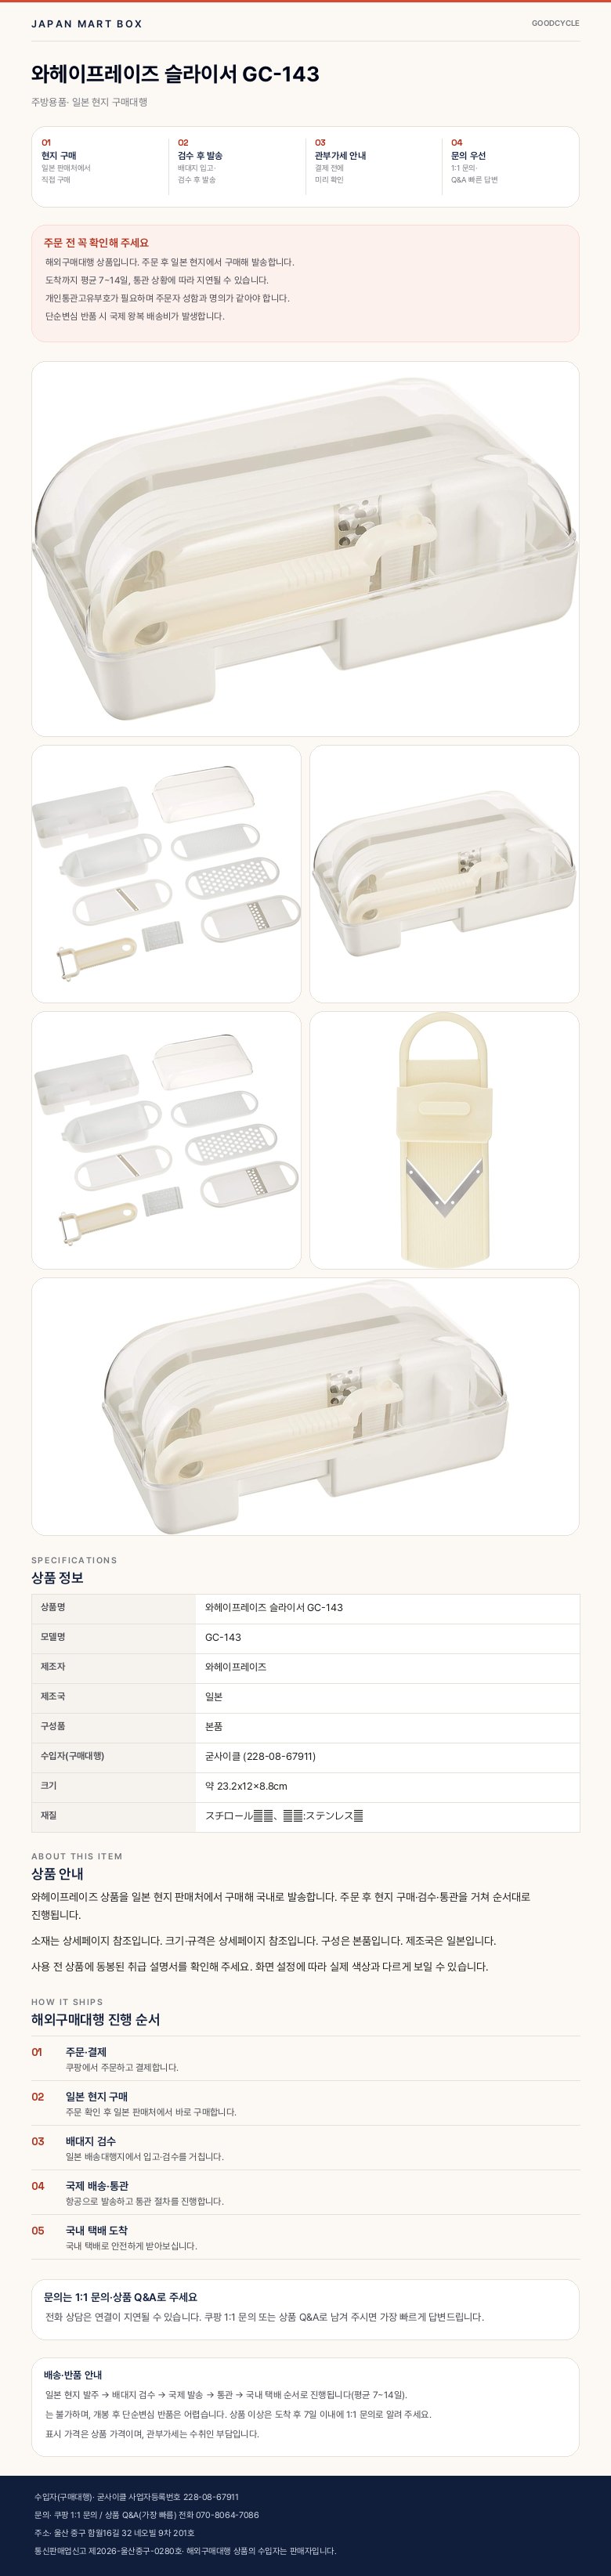 JAPAN MART BOX
GOODCYCLE
와헤이프레이즈 슬라이서 GC-143
주방용품· 일본 현지 구매대행
01
현지 구매
일본 판매처에서
직접 구매
02
검수 후 발송
배대지 입고·
검수 후 발송
03
관부가세 안내
결제 전에
미리 확인
04
문의 우선
1:1 문의·
Q&A 빠른 답변
주문 전 꼭 확인해 주세요
해외구매대행 상품입니다. 주문 후 일본 현지에서 구매해 발송합니다.
도착까지 평균 7~14일, 통관 상황에 따라 지연될 수 있습니다.
개인통관고유부호가 필요하며 주문자 성함과 명의가 같아야 합니다.
단순변심 반품 시 국제 왕복 배송비가 발생합니다.
SPECIFICATIONS
상품 정보
상품명 와헤이프레이즈 슬라이서 GC-143
모델명 GC-143
제조자 와헤이프레이즈
제조국 일본
구성품 본품
수입자(구매대행) 굳사이클 (228-08-67911)
크기 약 23.2x12×8.8cm
재질 スチロール、:ステンレス
ABOUT THIS ITEM
상품 안내
와헤이프레이즈 상품을 일본 현지 판매처에서 구매해 국내로 발송합니다. 주문 후 현지 구매·검수·통관을 거쳐 순서대로
진행됩니다.
소재는 상세페이지 참조입니다. 크기·규격은 상세페이지 참조입니다. 구성은 본품입니다. 제조국은 일본입니다.
사용 전 상품에 동봉된 취급 설명서를 확인해 주세요. 화면 설정에 따라 실제 색상과 다르게 보일 수 있습니다.
HOW IT SHIPS
해외구매대행 진행 순서
01 주문·결제
쿠팡에서 주문하고 결제합니다.
02 일본 현지 구매
주문 확인 후 일본 판매처에서 바로 구매합니다.
03 배대지 검수
일본 배송대행지에서 입고·검수를 거칩니다.
04 국제 배송·통관
항공으로 발송하고 통관 절차를 진행합니다.
05 국내 택배 도착
국내 택배로 안전하게 받아보십니다.
문의는 1:1 문의·상품 Q&A로 주세요
전화 상담은 연결이 지연될 수 있습니다. 쿠팡 1:1 문의 또는 상품 Q&A로 남겨 주시면 가장 빠르게 답변드립니다.
배송·반품 안내
일본 현지 발주 → 배대지 검수 → 국제 발송 → 통관 → 국내 택배 순서로 진행됩니다(평균 7~14일).
는 불가하며, 개봉 후 단순변심 반품은 어렵습니다. 상품 이상은 도착 후 7일 이내에 1:1 문의로 알려 주세요.
표시 가격은 상품 가격이며, 관부가세는 수취인 부담입니다.
수입자(구매대행)· 굳사이클 사업자등록번호 228-08-67911
문의· 쿠팡 1:1 문의 / 상품 Q&A(가장 빠름) 전화 070-8064-7086
주소· 울산 중구 함월16길 32 네오빌 9차 201호
통신판매업신고 제2026-울산중구-0280호· 해외구매대행 상품의 수입자는 판매자입니다.